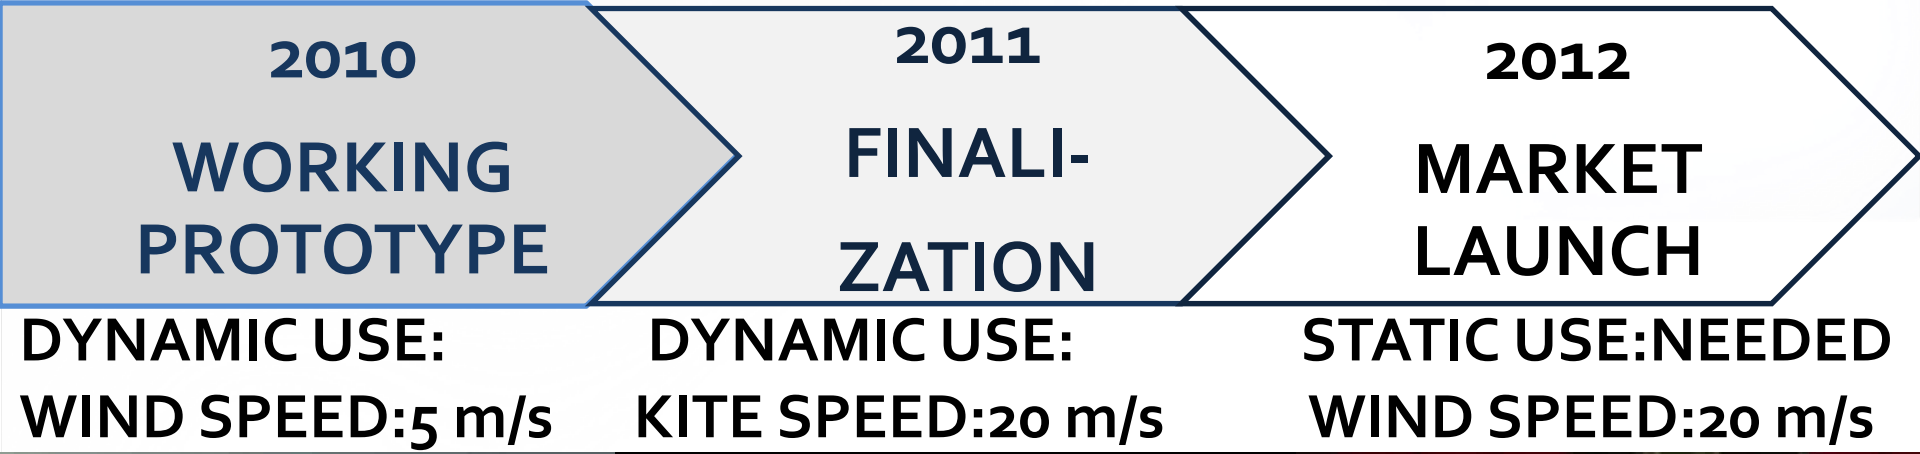 2010
WORKING
PROTOTYPE
2011
FINALI-
ZATION
2012
MARKET
LAUNCH
DYNAMIC USE:
WIND SPEED:5 m/s
DYNAMIC USE:
KITE SPEED:20 m/s
STATIC USE:NEEDED
WIND SPEED:20 m/s